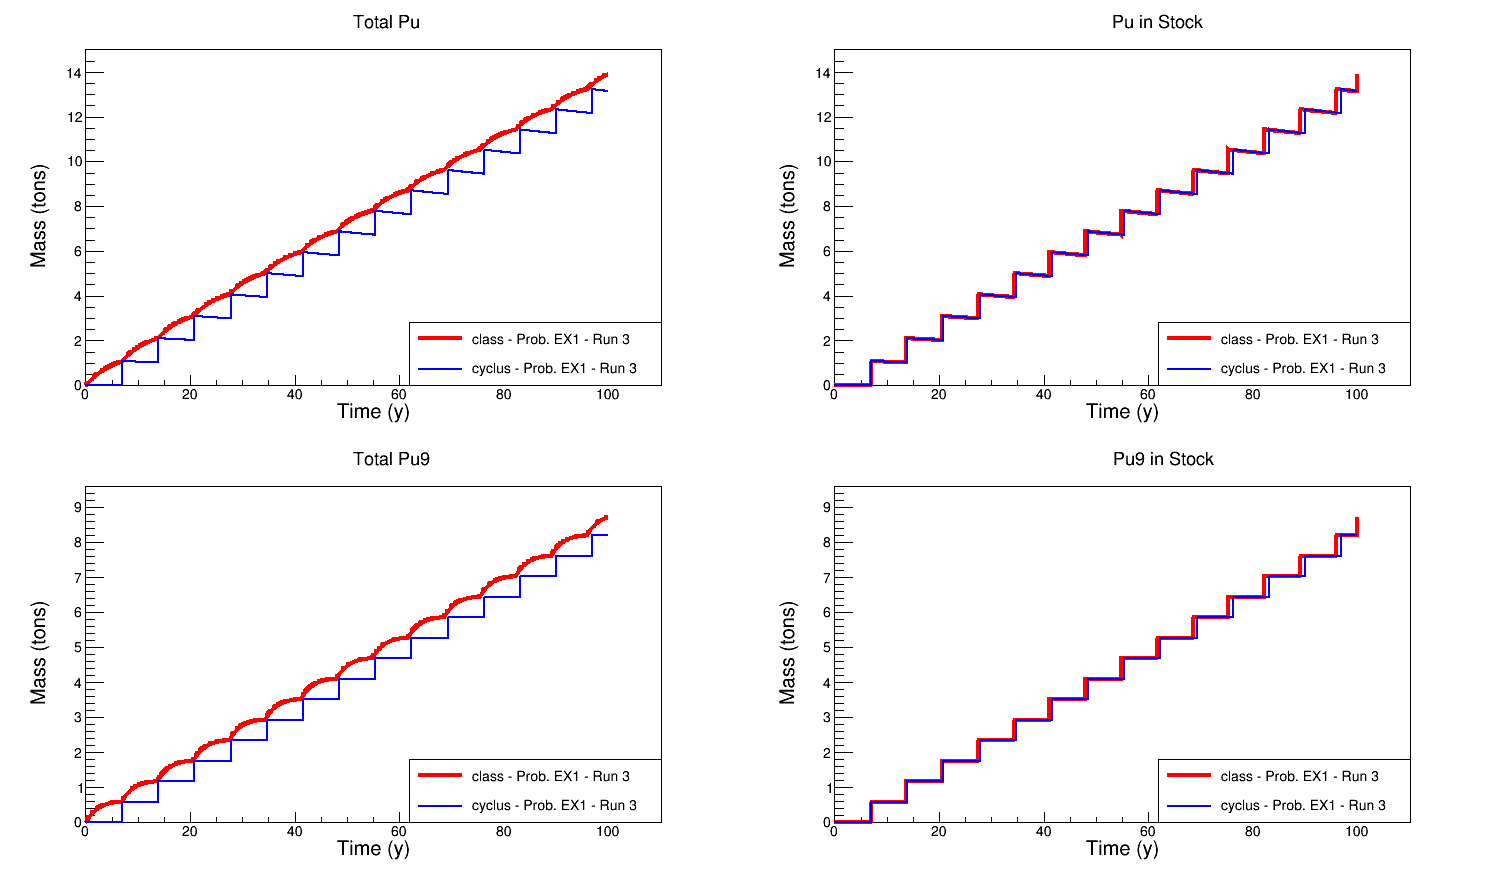 Total Pu
Mass (tons)
14
12
10
8
6
4
2
0
class - Prob. EX1 - Run 3
cyclus - Prob. EX1 - Run 3
0 20 40 60 80 100
Time (y)
Pu in Stock
Mass (tons)
14
12
10
8
6
4
2
0
class - Prob. EX1 - Run 3
cyclus - Prob. EX1 - Run 3
0 20 40 60 80 100
Time (y)
Total Pu9
Mass (tons)
9
8
7
6
5
4
3
2
1
0
class - Prob. EX1 - Run 3
cyclus - Prob. EX1 - Run 3
0 20 40 60 80 100
Time (y)
Pu9 in Stock
Mass (tons)
9
8
7
6
5
4
3
2
1
0
class - Prob. EX1 - Run 3
cyclus - Prob. EX1 - Run 3
0 20 40 60 80 100
Time (y)